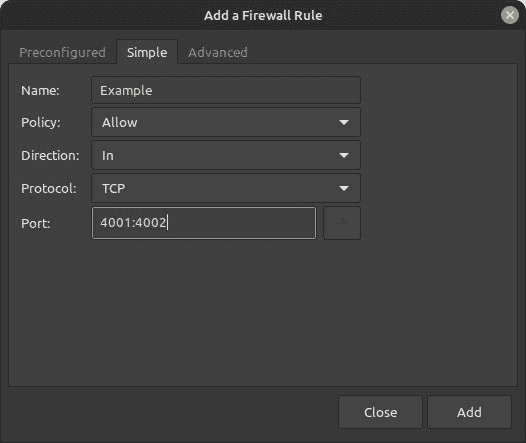 Add a Firewall Rule
Preconfigured Simple Advanced
Name: Example
Policy: Allow
Direction: In
Protocol: TCP
Port: 4001:4002
Close Add